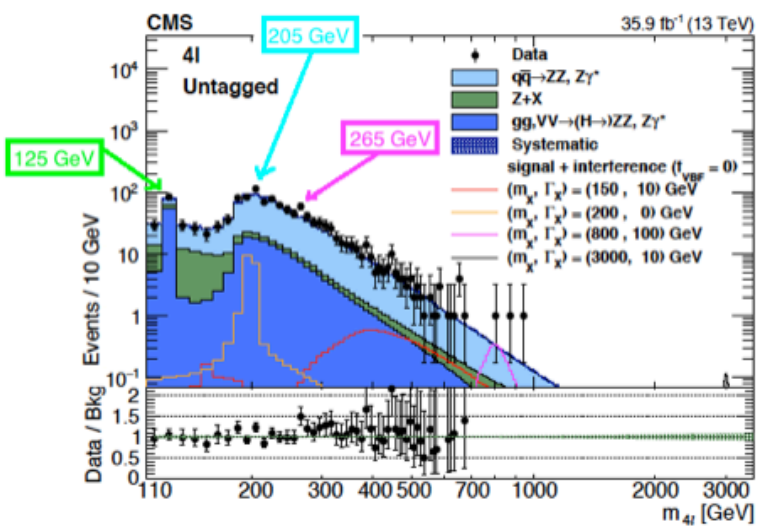 CMS 35.9 fb⁻¹ (13 TeV)
205 GeV
4l
Untagged
125 GeV
265 GeV
Data
qq̄→ZZ, Zγ*
Z+X
gg,VV→(H→)ZZ, Zγ*
Systematic
signal + interference (f_VBF = 0)
(m_X, Γ_X) = (150 , 10) GeV
(m_X, Γ_X) = (200 , 0) GeV
(m_X, Γ_X) = (800 , 100) GeV
(m_X, Γ_X) = (3000 , 10) GeV
Events / 10 GeV
10⁴
10³
10²
10
1
10⁻¹
Data / Bkg
2
1.5
1
0.5
0
110 200 300 400 500 700 1000 2000 3000
m_4l [GeV]